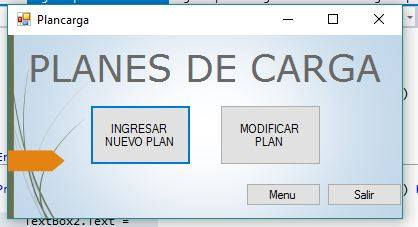 Plancarga
PLANES DE CARGA
INGRESAR
NUEVO PLAN
MODIFICAR
PLAN
Menu
Salir
TextBox2.Text =